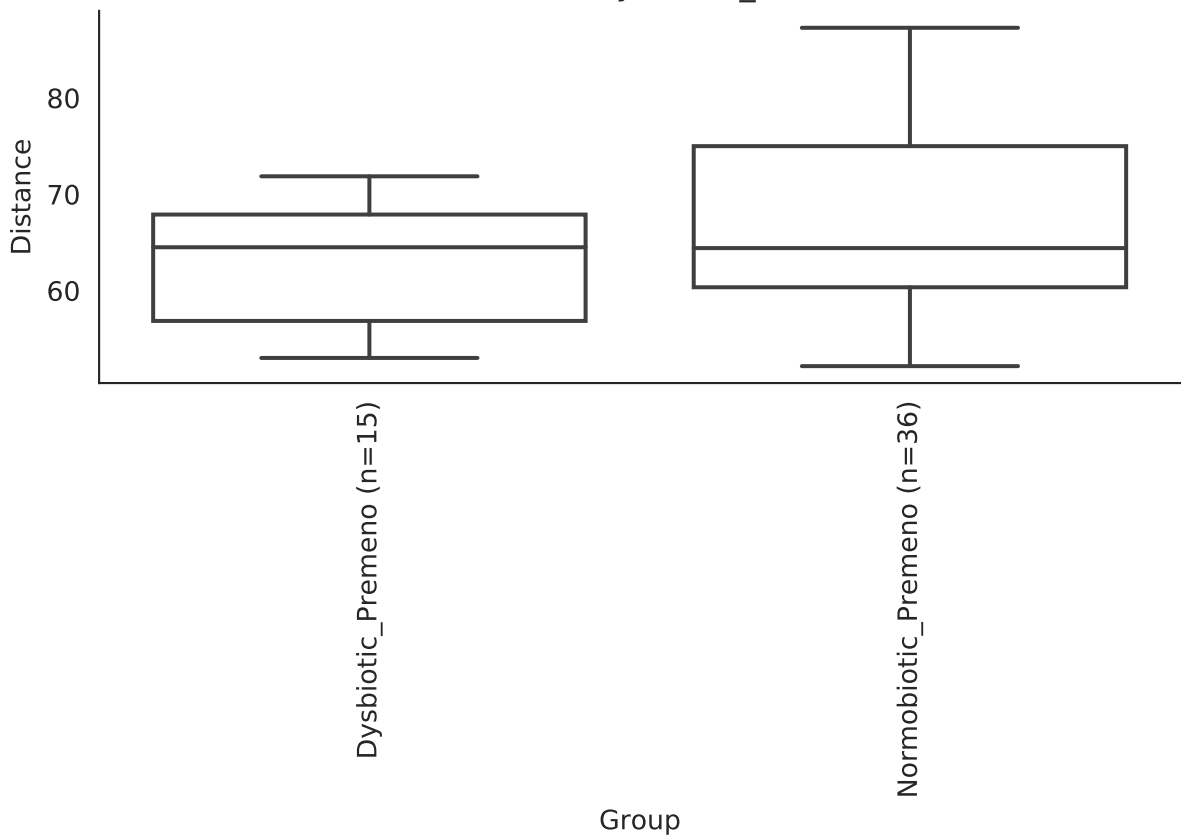 Distance
80
70
60
Dysbiotic_Premeno (n=15)
Normobiotic_Premeno (n=36)
Group